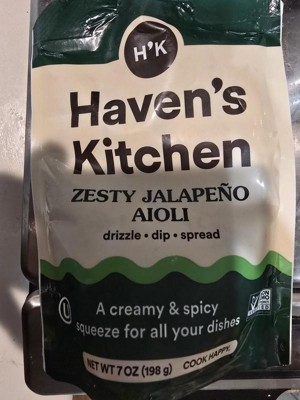 H'K
Haven's
Kitchen
ZESTY JALAPEÑO
AIOLI
drizzle • dip • spread
A creamy & spicy
squeeze for all your dishes
NET WT 7 OZ (198 g) COOK HAPPY.